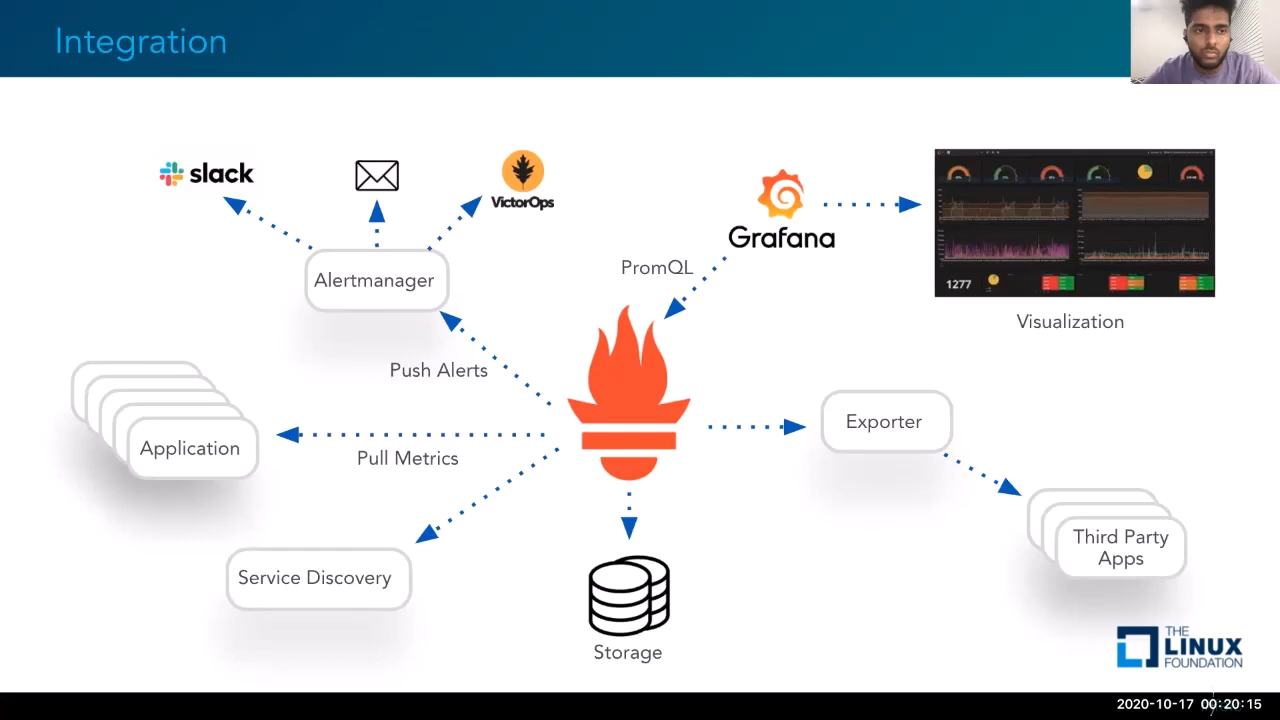 Integration
slack
VictorOps
Grafana
PromQL
Alertmanager
1277
Visualization
Push Alerts
Application
Pull Metrics
Exporter
Third Party
Apps
Service Discovery
Storage
THE
LINUX
FOUNDATION
2020-10-17 00:20:15